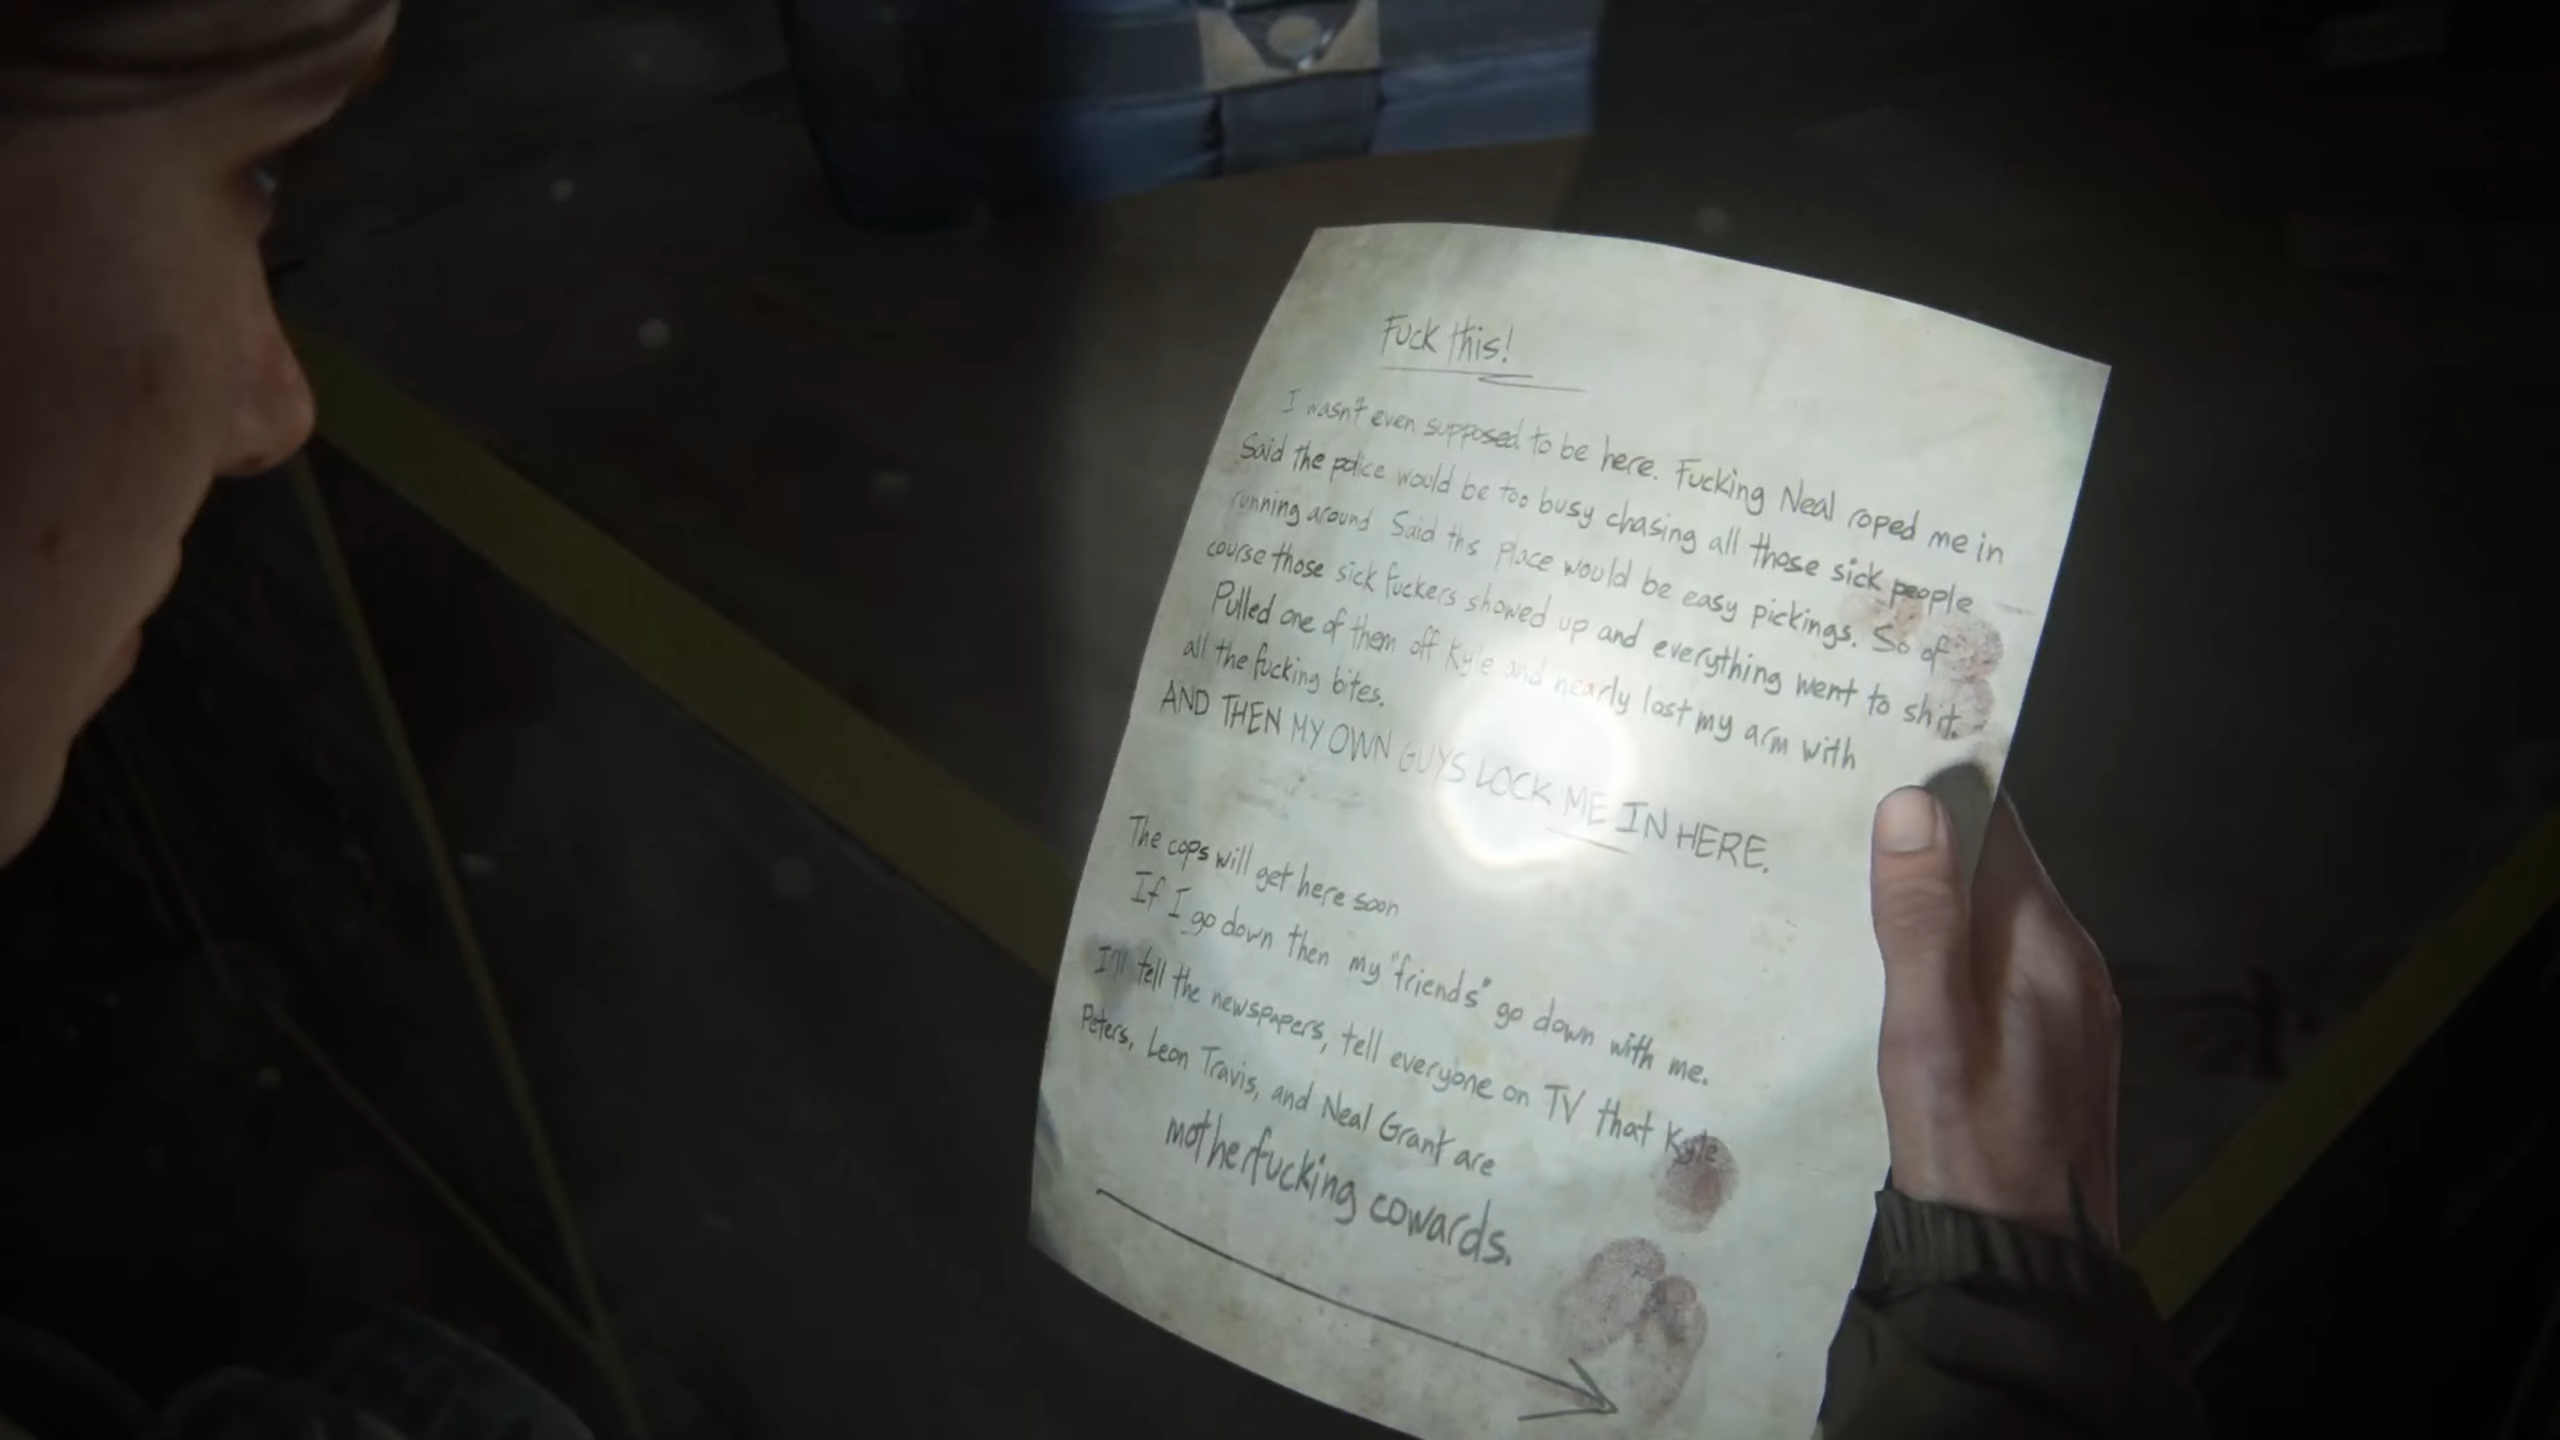 Fuck this!
I wasn't even supposed to be here. Fucking Neal roped me in
Said the police would be too busy chasing all those sick people
running around Said this place would be easy pickings. So of
course those sick fuckers showed up and everything went to shit.
Pulled one of them off Kyle and nearly lost my arm with
all the fucking bites.
AND THEN MY OWN GUYS LOCK ME IN HERE.
The cops will get here soon
If I go down then my "friends" go down with me.
I'll tell the newspapers, tell everyone on TV that Kyle
Peters, Leon Travis, and Neal Grant are
motherfucking cowards.